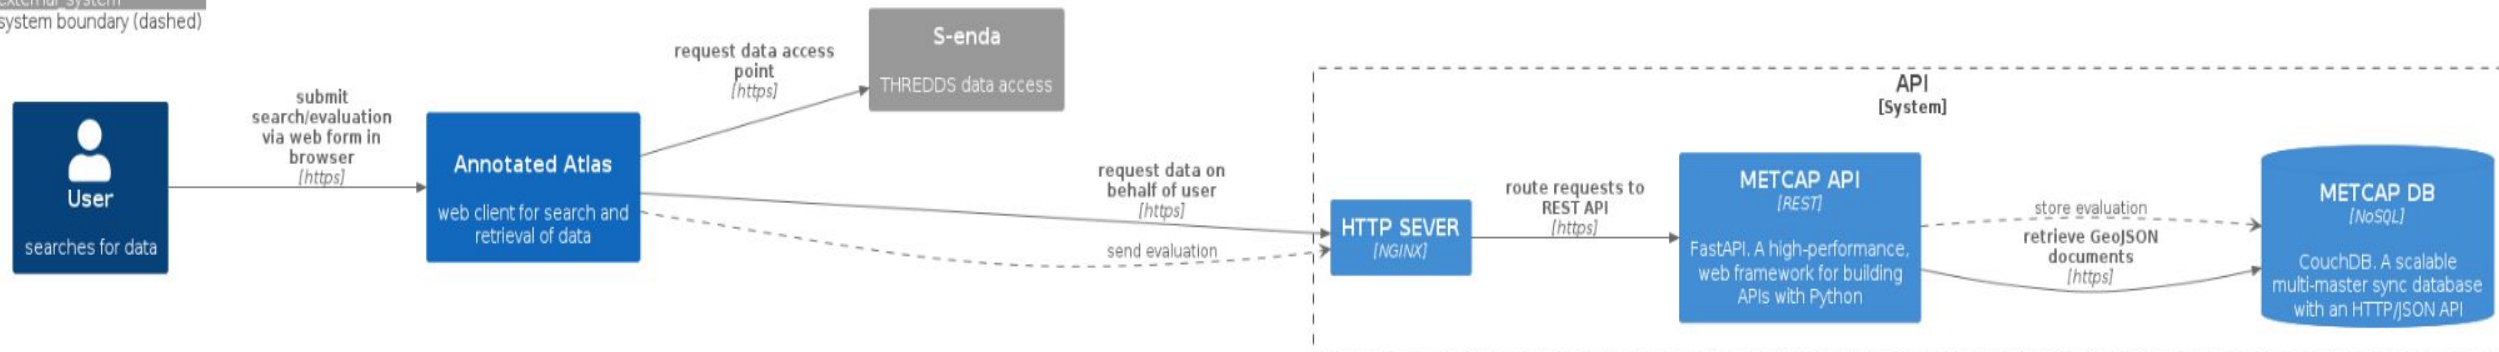 external_system
system boundary (dashed)
User
searches for data
submit
search/evaluation
via web form in
browser
[https]
Annotated Atlas
web client for search and
retrieval of data
request data access
point
[https]
S-enda
THREDDS data access
request data on
behalf of user
[https]
send evaluation
API
[System]
HTTP SEVER
[NGINX]
route requests to
REST API
[https]
METCAP API
[REST]
FastAPI. A high-performance,
web framework for building
APIs with Python
store evaluation
retrieve GeoJSON
documents
[https]
METCAP DB
[NoSQL]
CouchDB. A scalable
multi-master sync database
with an HTTP/JSON API